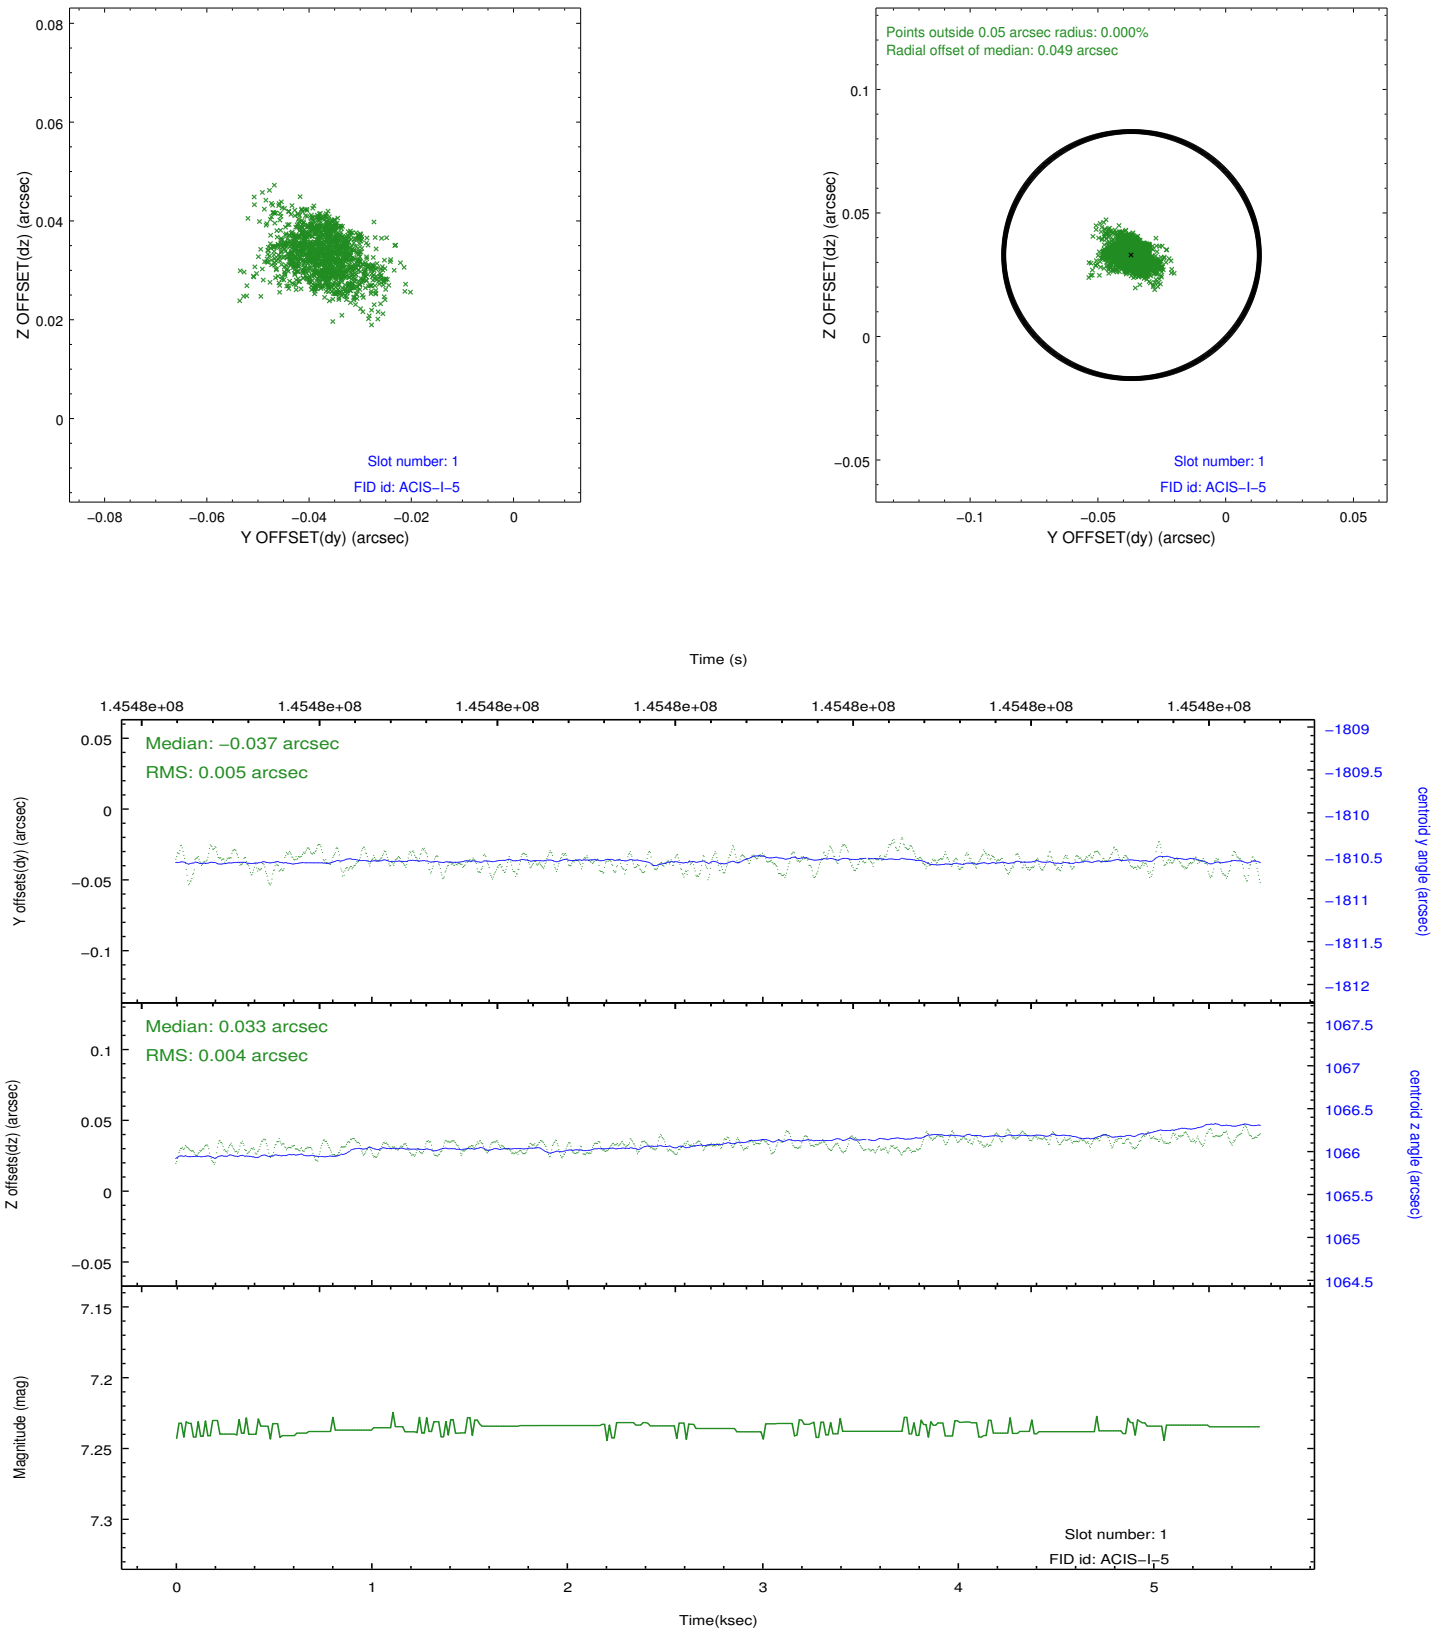 0.08
0.06
0.04
0.02
0
Z OFFSET(dz) (arcsec)
Slot number: 1
FID id: ACIS−I−5
−0.08 −0.06 −0.04 −0.02 0
Y OFFSET(dy) (arcsec)
Points outside 0.05 arcsec radius: 0.000%
Radial offset of median: 0.049 arcsec
0.1
0.05
0
−0.05
Z OFFSET(dz) (arcsec)
Slot number: 1
FID id: ACIS−I−5
−0.1 −0.05 0 0.05
Y OFFSET(dy) (arcsec)
Time (s)
1.4548e+08 1.4548e+08 1.4548e+08 1.4548e+08 1.4548e+08 1.4548e+08 1.4548e+08
Median: −0.037 arcsec
RMS: 0.005 arcsec
0.05
0
−0.05
−0.1
Y offsets(dy) (arcsec)
−1809
−1809.5
−1810
−1810.5
−1811
−1811.5
−1812
centroid y angle (arcsec)
Median: 0.033 arcsec
RMS: 0.004 arcsec
0.1
0.05
0
−0.05
Z offsets(dz) (arcsec)
1067.5
1067
1066.5
1066
1065.5
1065
1064.5
centroid z angle (arcsec)
7.15
7.2
7.25
7.3
Magnitude (mag)
Slot number: 1
FID id: ACIS−I−5
0 1 2 3 4 5
Time(ksec)